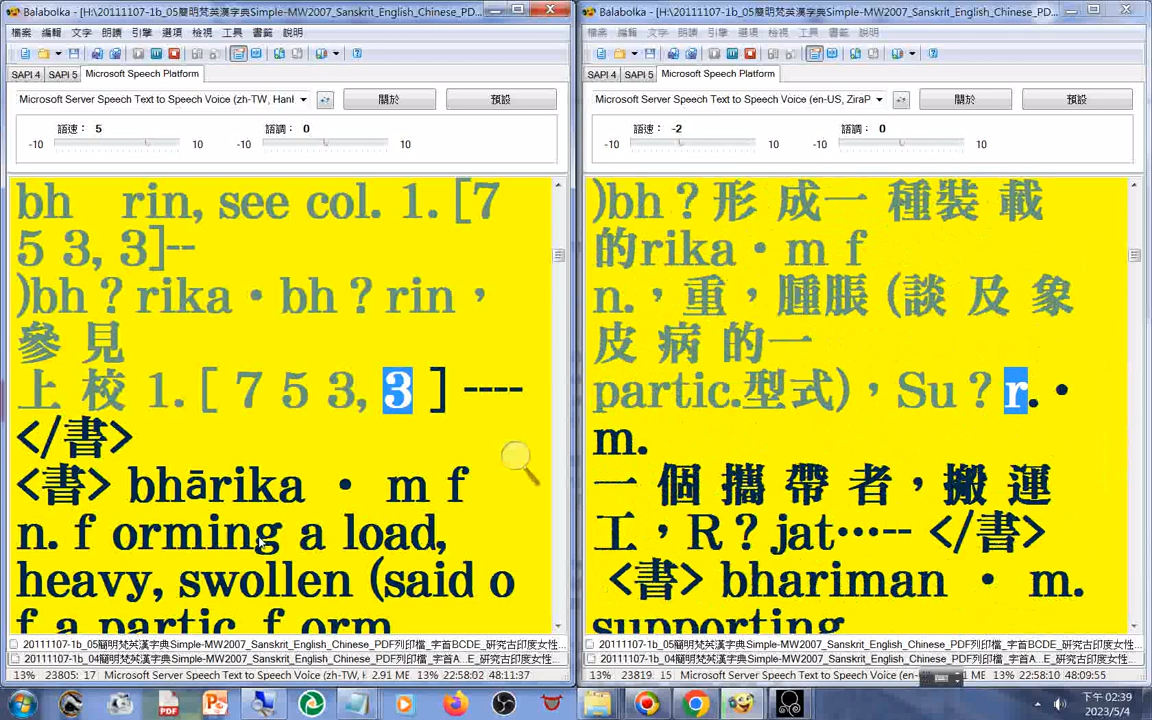 Balabolka - [H:\20111107-1b_05簡明梵英漢字典Simple-MW2007_Sanskrit_English_Chinese_PD...
檔案 編輯 文字 朗讀 引擎 選項 檢視 工具 書籤 說明
SAPI 4 SAPI 5 Microsoft Speech Platform
Microsoft Server Speech Text to Speech Voice (zh-TW, HanI 關於 預設
語速: 5 語調: 0
-10 10 -10 10
bh rin, see col. 1. [7
5 3, 3]--
)bh？rika・bh？rin，
參 見
上 校 1. [ 7 5 3, 3 ] ----
</書>
<書> bhārika ・ m f
n. f orming a load,
heavy, swollen (said o
f a partic. f orm
20111107-1b_05簡明梵英漢字典Simple-MW2007_Sanskrit_English_Chinese_PDF列印檔_字首BCDE_研究古印度女性...
20111107-1b_04簡明梵英漢字典Simple-MW2007_Sanskrit_English_Chinese_PDF列印檔_字首A...E_研究古印度女性...
13% 23805: 17 Microsoft Server Speech Text to Speech Voice (zh-TW, I 2.91 ME 13% 22:58:02 48:11:37
Balabolka - [H:\20111107-1b_05簡明梵英漢字典Simple-MW2007_Sanskrit_English_Chinese_PD...
檔案 編輯 文字 朗讀 引擎 選項 檢視 工具 書籤 說明
SAPI 4 SAPI 5 Microsoft Speech Platform
Microsoft Server Speech Text to Speech Voice (en-US, ZiraP 關於 預設
語速: -2 語調: 0
-10 10 -10 10
)bh？形 成一 種裝 載
的rika・m f
n.，重，腫脹 (談 及 象
皮 病 的一
partic.型式)，Su？r.・
m.
一 個 攜 帶 者，搬 運
工，R？jat…-- </書>
<書> bhariman ・ m.
supporting
20111107-1b_05簡明梵英漢字典Simple-MW2007_Sanskrit_English_Chinese_PDF列印檔_字首BCDE_研究古印度女性...
20111107-1b_04簡明梵英漢字典Simple-MW2007_Sanskrit_English_Chinese_PDF列印檔_字首A...E_研究古印度女性...
13% 23819: 15 Microsoft Server Speech Text to Speech Voice 13% 22:58:10 48:09:55
下午 02:39
2023/5/4